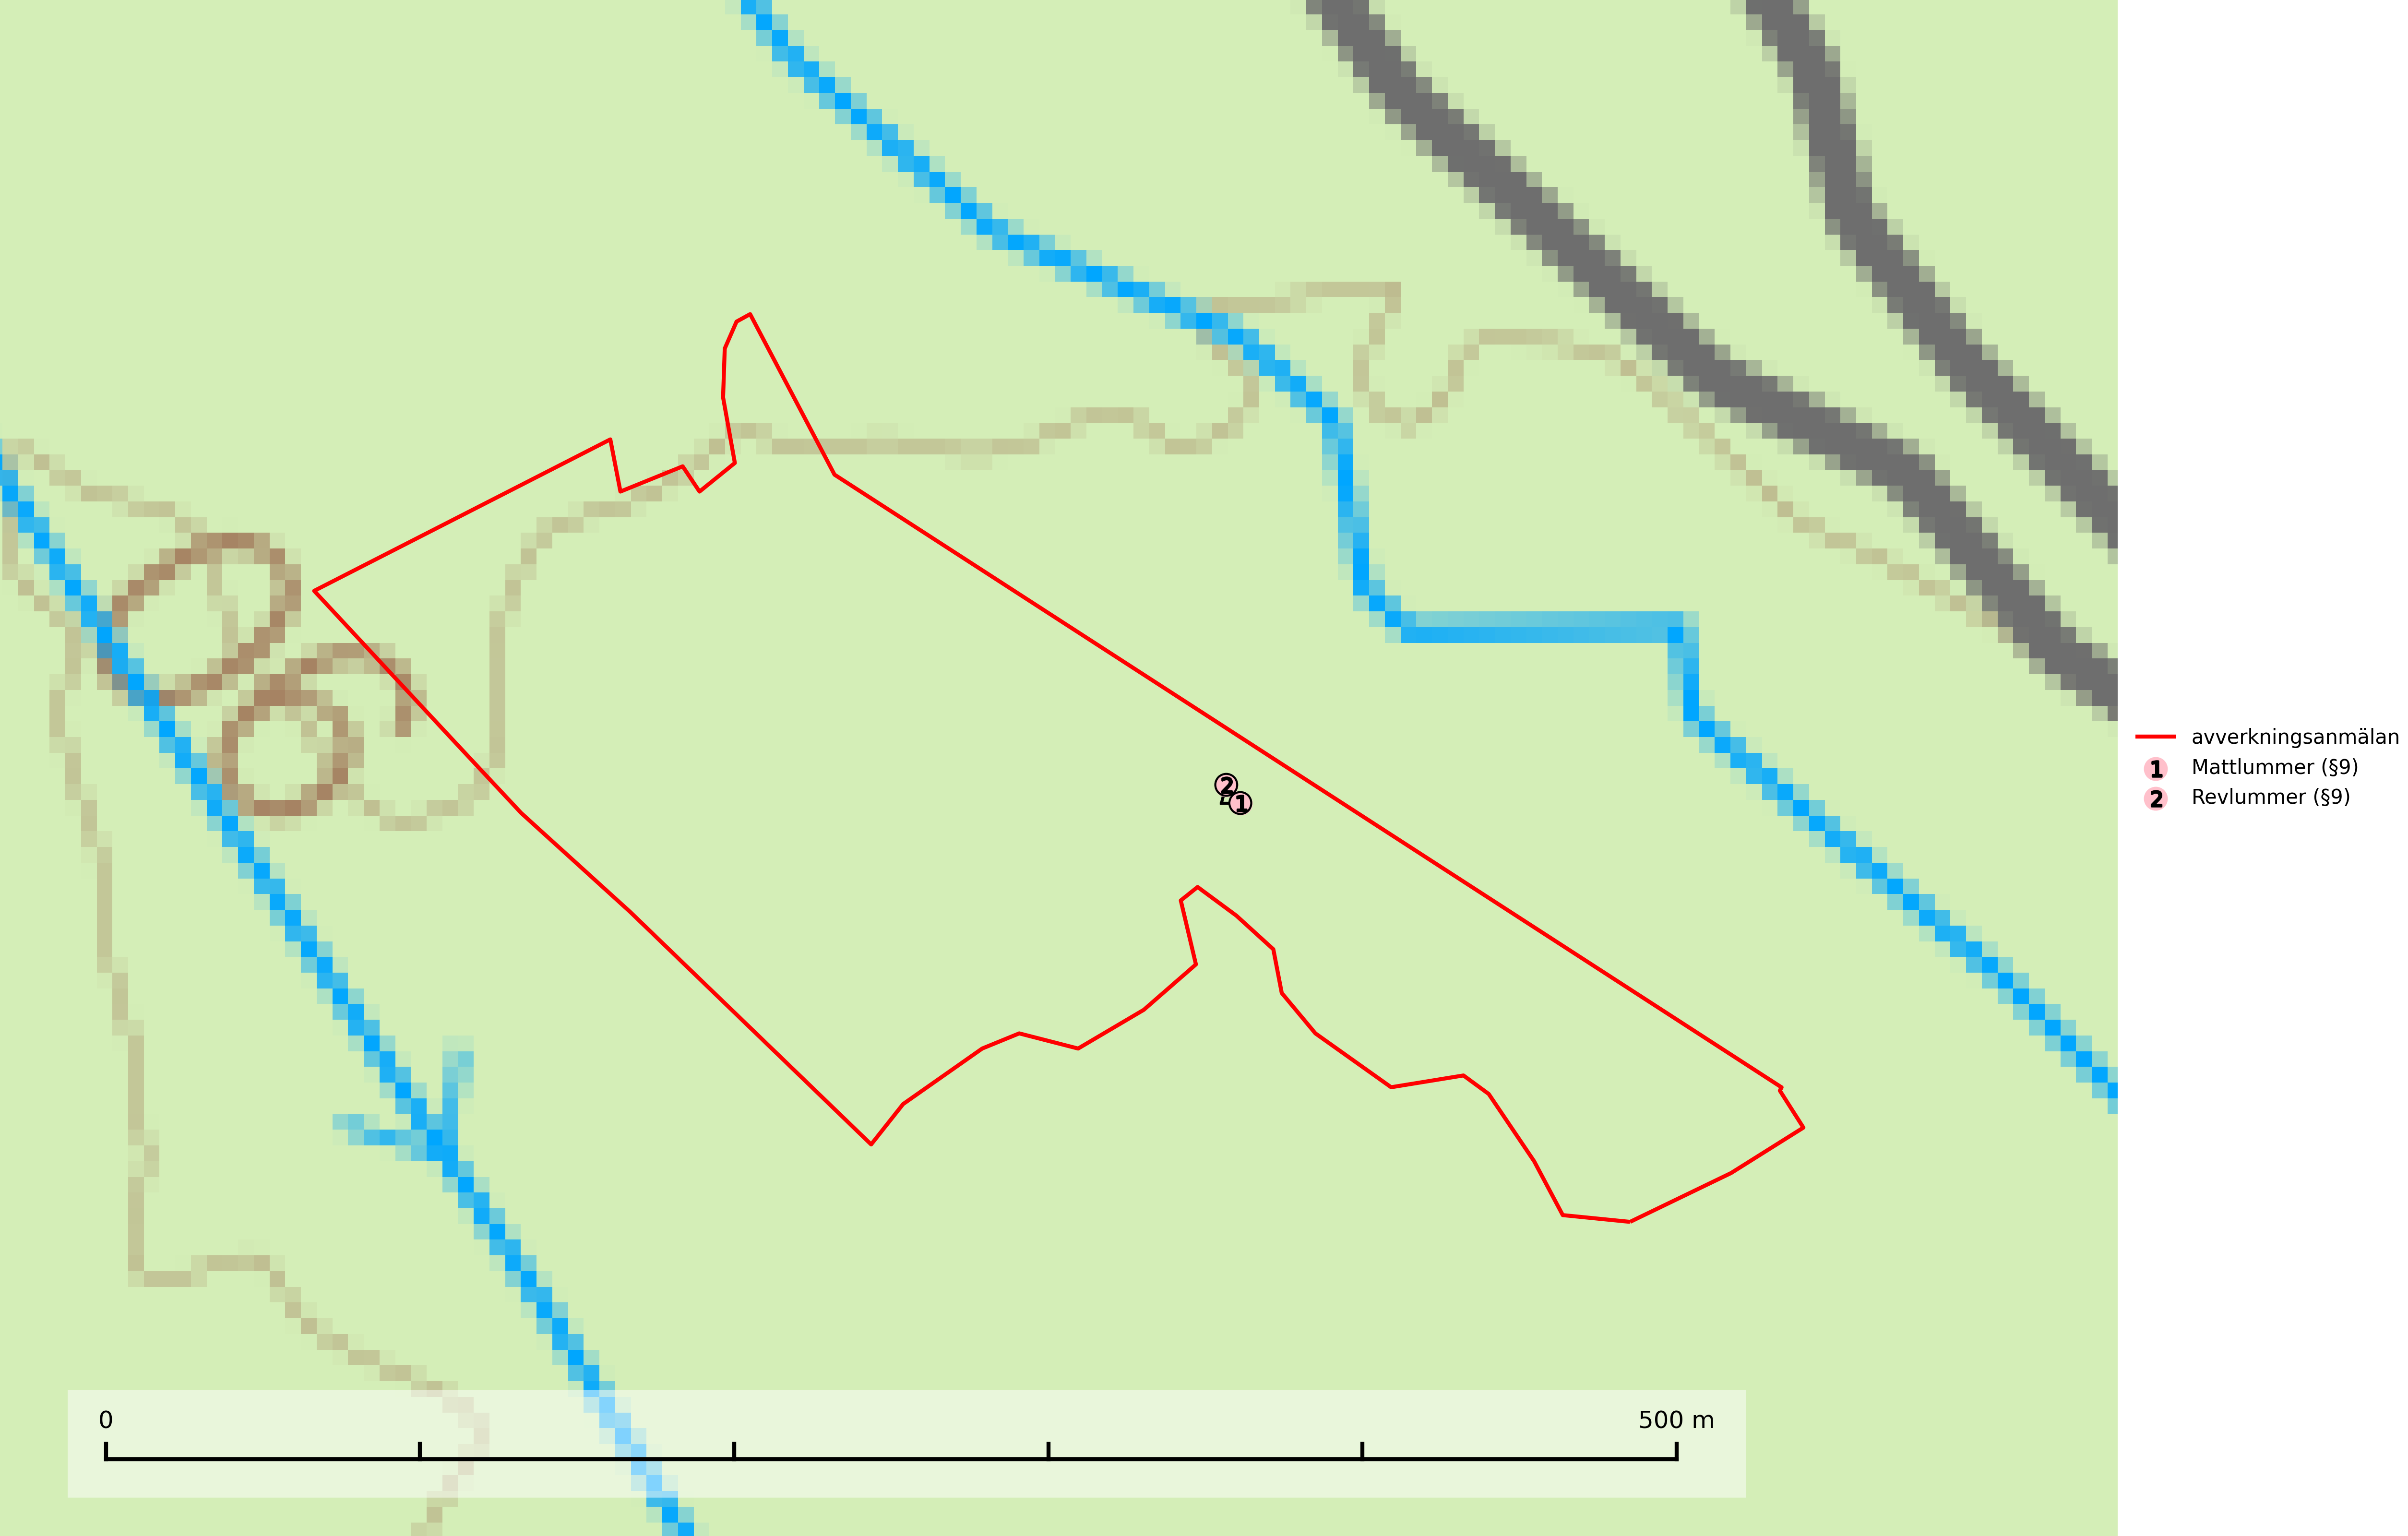 2
1
avverkningsanmälan
1 Mattlummer (§9)
2 Revlummer (§9)
0 500 m